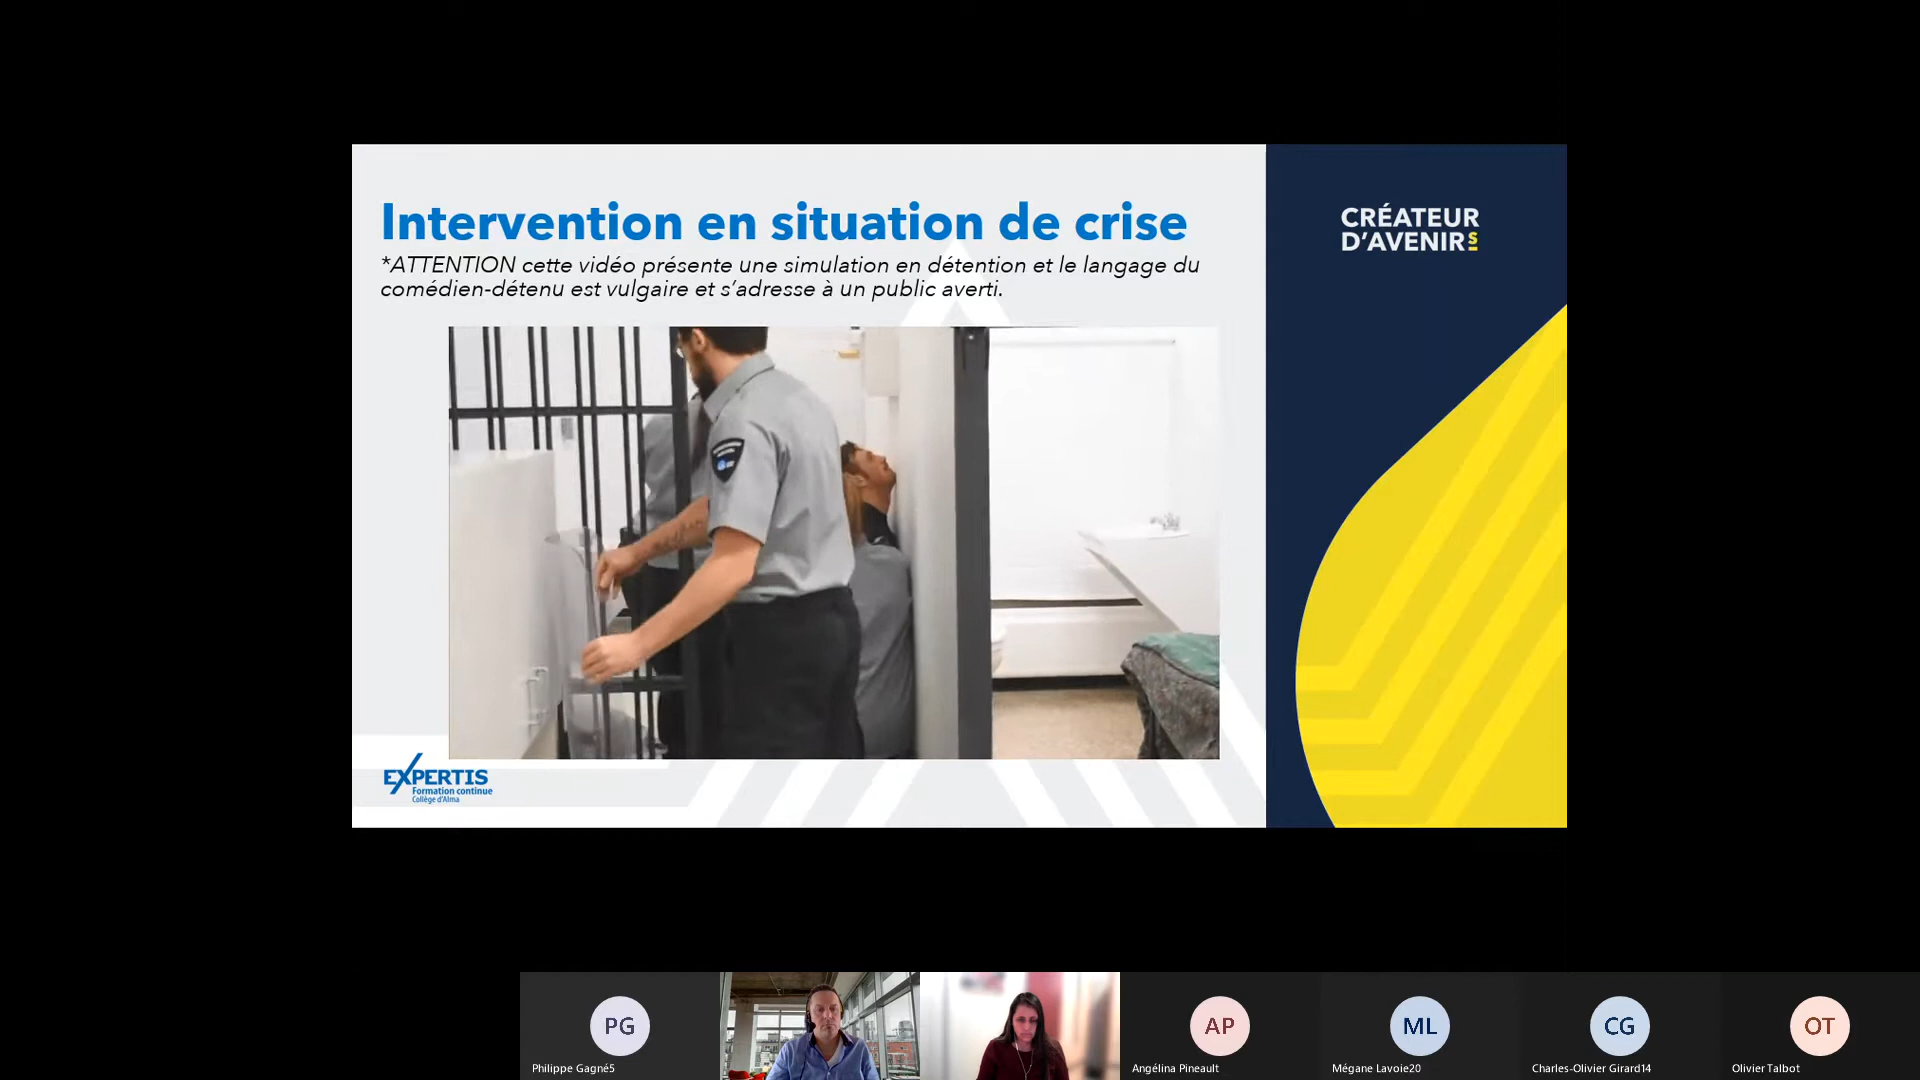 Intervention en situation de crise
*ATTENTION cette vidéo présente une simulation en détention et le langage du
comédien-détenu est vulgaire et s’adresse à un public averti.
CRÉATEUR
D’AVENIRS
EXPERTIS
Formation continue
Collège d'Alma
PG
AP
ML
CG
OT
Philippe Gagné5
Angélina Pineault
Mégane Lavoie20
Charles-Olivier Girard14
Olivier Talbot